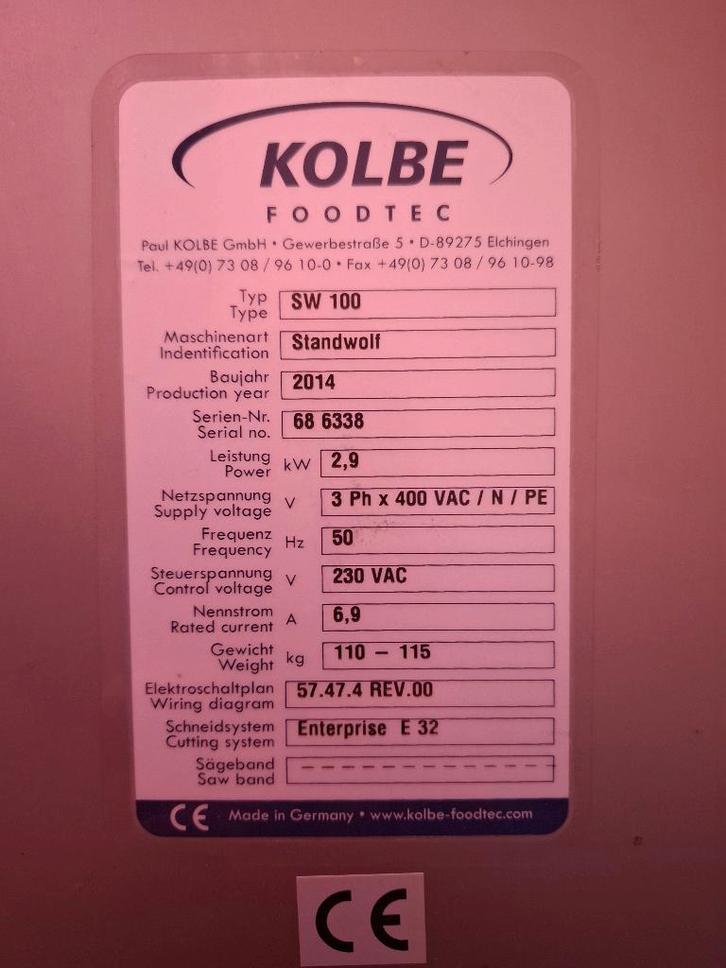 KOLBE
FOODTEC
Paul KOLBE GmbH • Gewerbestraße 5 • D-89275 Elchingen
Tel. +49(0) 73 08 / 96 10-0 • Fax +49(0) 73 08 / 96 10-98
Typ
Type SW 100
Maschinenart
Indentification Standwolf
Baujahr
Production year 2014
Serien-Nr.
Serial no. 68 6338
Leistung
Power kW 2,9
Netzspannung
Supply voltage V 3 Ph x 400 VAC / N / PE
Frequenz
Frequency Hz 50
Steuerspannung
Control voltage V 230 VAC
Nennstrom
Rated current A 6,9
Gewicht
Weight kg 110 – 115
Elektroschaltplan
Wiring diagram 57.47.4 REV.00
Schneidsystem
Cutting system Enterprise E 32
Sägeband
Saw band – – – – – – – – – – – – –
CE Made in Germany • www.kolbe-foodtec.com
CE